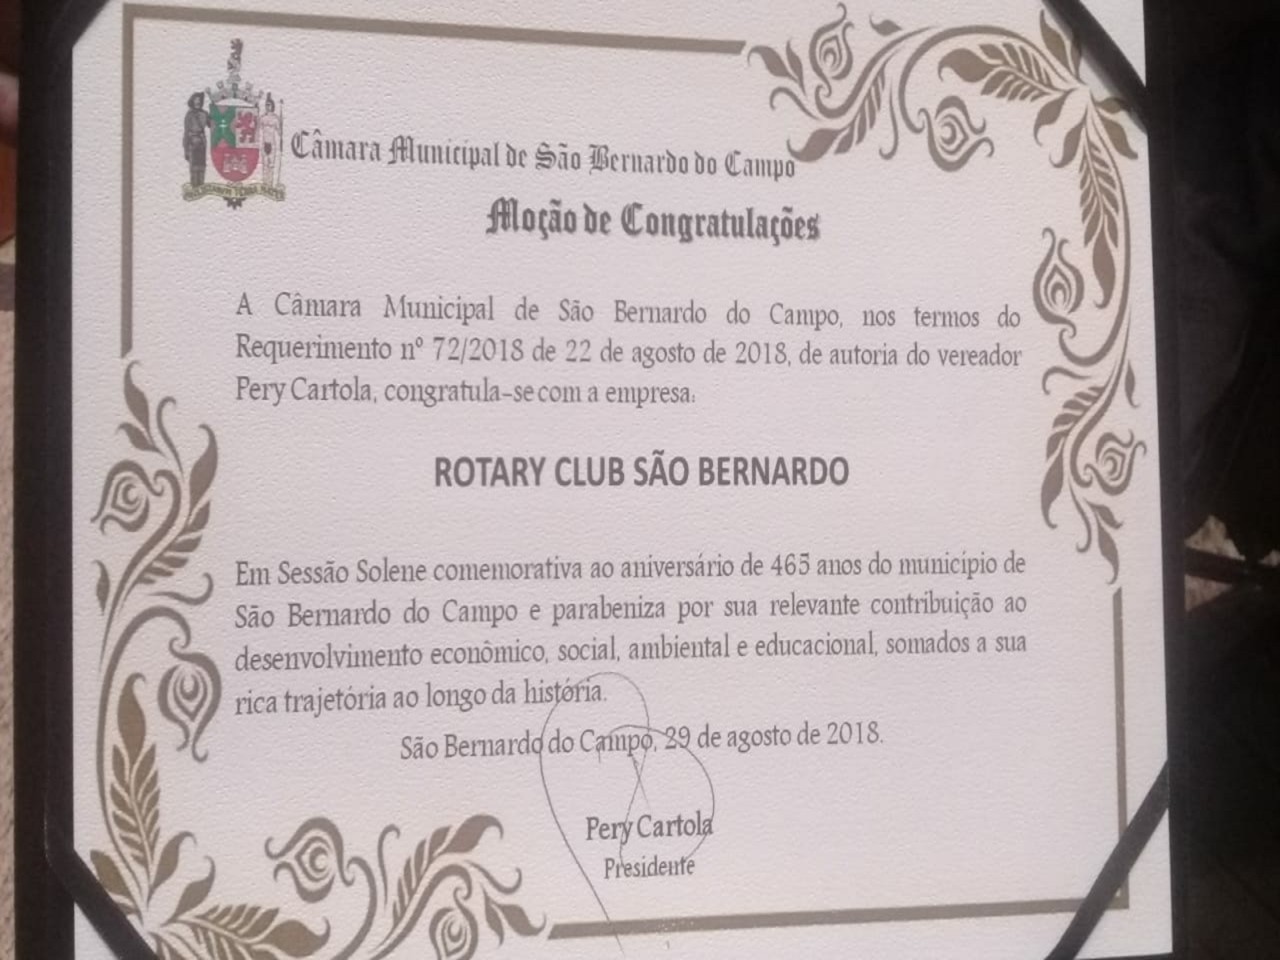 Câmara Municipal de São Bernardo do Campo
Moção de Congratulações
A Câmara Municipal de São Bernardo do Campo, nos termos do
Requerimento nº 72/2018 de 22 de agosto de 2018, de autoria do vereador
Pery Cartola, congratula-se com a empresa:
ROTARY CLUB SÃO BERNARDO
Em Sessão Solene comemorativa ao aniversário de 465 anos do município de
São Bernardo do Campo e parabeniza por sua relevante contribuição ao
desenvolvimento econômico, social, ambiental e educacional, somados a sua
rica trajetória ao longo da história.
São Bernardo do Campo, 29 de agosto de 2018.
Pery Cartola
Presidente